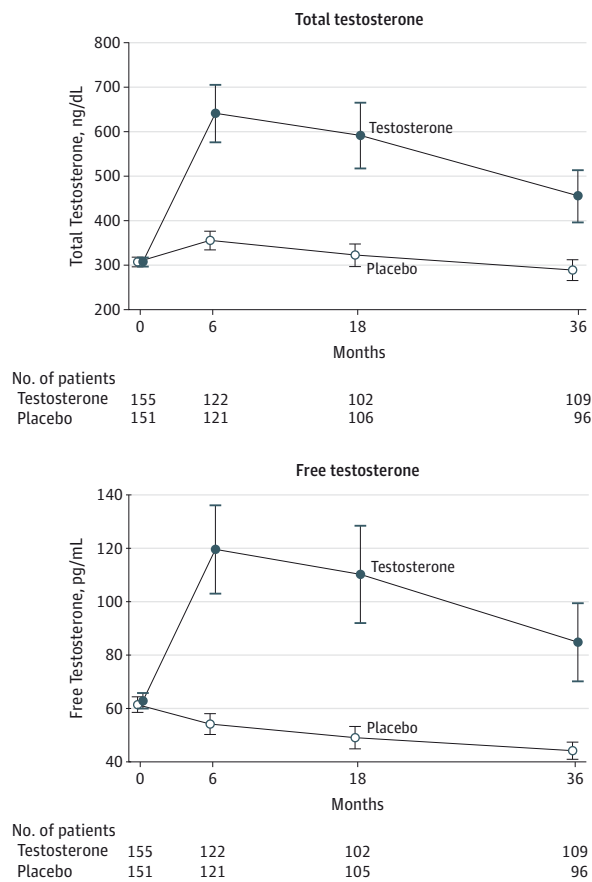 Total testosterone
800
700
600
500
400
300
200
Total Testosterone, ng/dL
Testosterone
Placebo
0 6 18 36
Months
No. of patients
Testosterone 155 122 102 109
Placebo 151 121 106 96
Free testosterone
140
120
100
80
60
40
Free Testosterone, pg/mL
Testosterone
Placebo
0 6 18 36
Months
No. of patients
Testosterone 155 122 102 109
Placebo 151 121 105 96